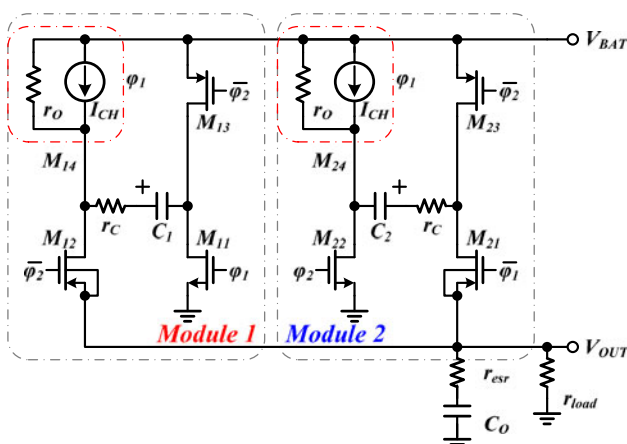 V_BAT
r_O
I_CH
φ_1
M_14
φ̅_2
M_13
r_O
I_CH
φ_1
M_24
φ̅_2
M_23
+
r_C
C_1
+
C_2
r_C
M_12
φ̅_2
M_11
φ_1
M_22
φ_2
M_21
φ̅_1
Module 1
Module 2
V_OUT
r_esr
r_load
C_O